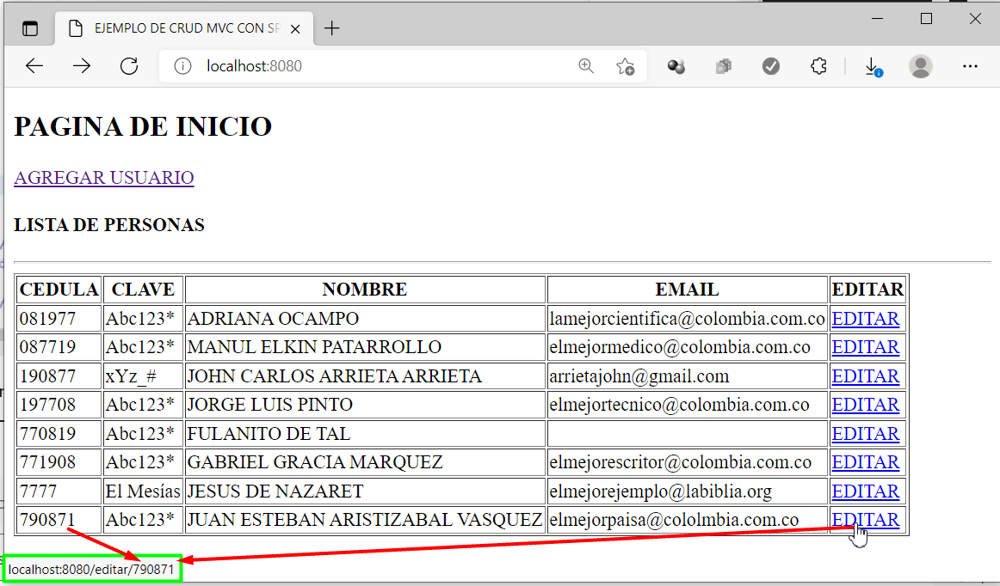 EJEMPLO DE CRUD MVC CON SP
localhost:8080
PAGINA DE INICIO
AGREGAR USUARIO
LISTA DE PERSONAS
CEDULA CLAVE NOMBRE EMAIL EDITAR
081977 Abc123* ADRIANA OCAMPO lamejorcientifica@colombia.com.co EDITAR
087719 Abc123* MANUL ELKIN PATARROLLO elmejormedico@colombia.com.co EDITAR
190877 xYz_# JOHN CARLOS ARRIETA ARRIETA arrietajohn@gmail.com EDITAR
197708 Abc123* JORGE LUIS PINTO elmejortecnico@colombia.com.co EDITAR
770819 Abc123* FULANITO DE TAL EDITAR
771908 Abc123* GABRIEL GRACIA MARQUEZ elmejorescritor@colombia.com.co EDITAR
7777 El Mesías JESUS DE NAZARET elmejorejemplo@labiblia.org EDITAR
790871 Abc123* JUAN ESTEBAN ARISTIZABAL VASQUEZ elmejorpaisa@cololmbia.com.co EDITAR
localhost:8080/editar/790871